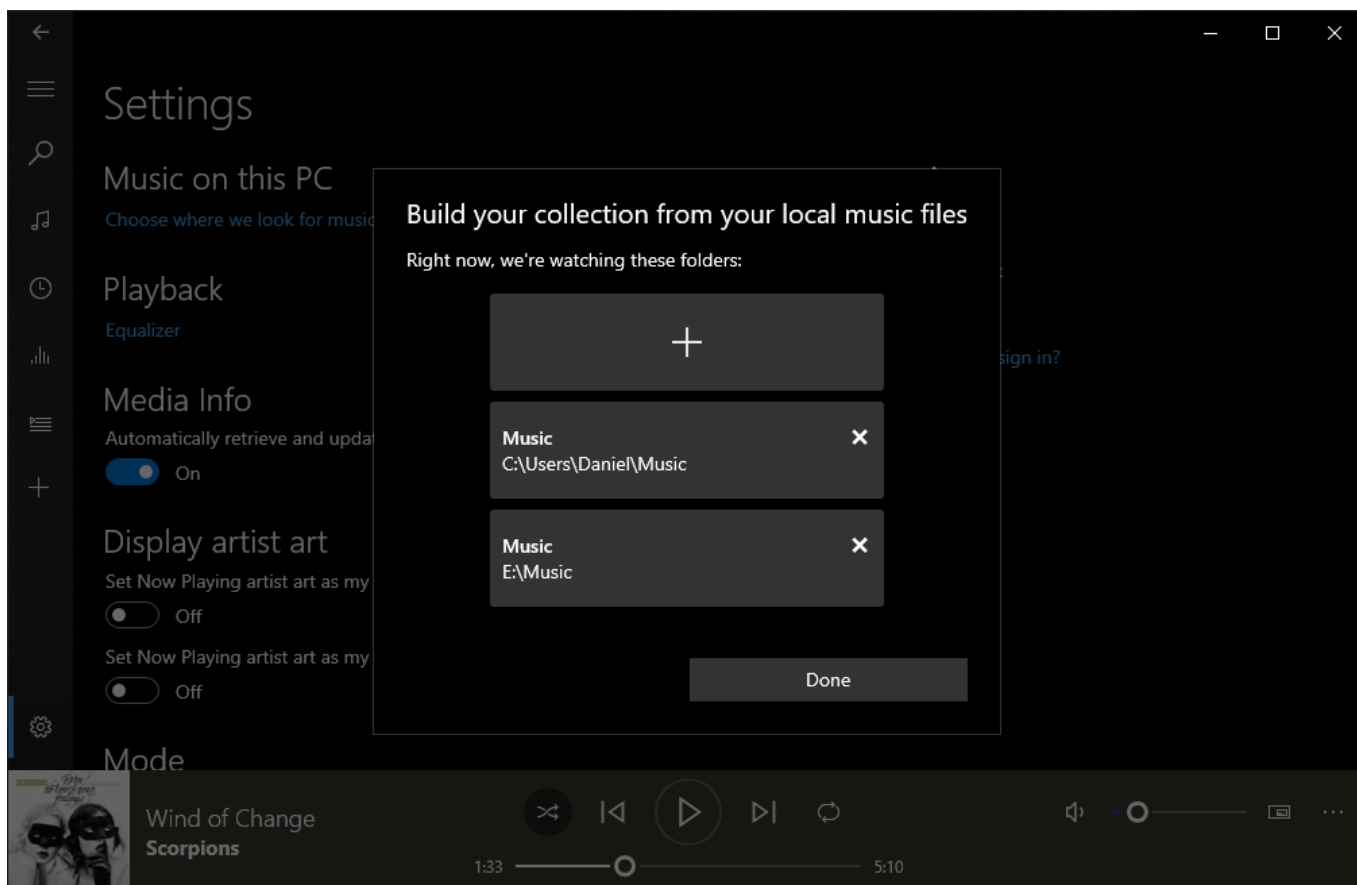 Settings
Music on this PC
Choose where we look for music
Playback
Equalizer
Media Info
Automatically retrieve and upda
On
Display artist art
Set Now Playing artist art as my
Off
Set Now Playing artist art as my
Off
Mode
sign in?
Build your collection from your local music files
Right now, we're watching these folders:
Music
C:\Users\Daniel\Music
Music
E:\Music
Done
Wind of Change
Scorpions
1:33
5:10